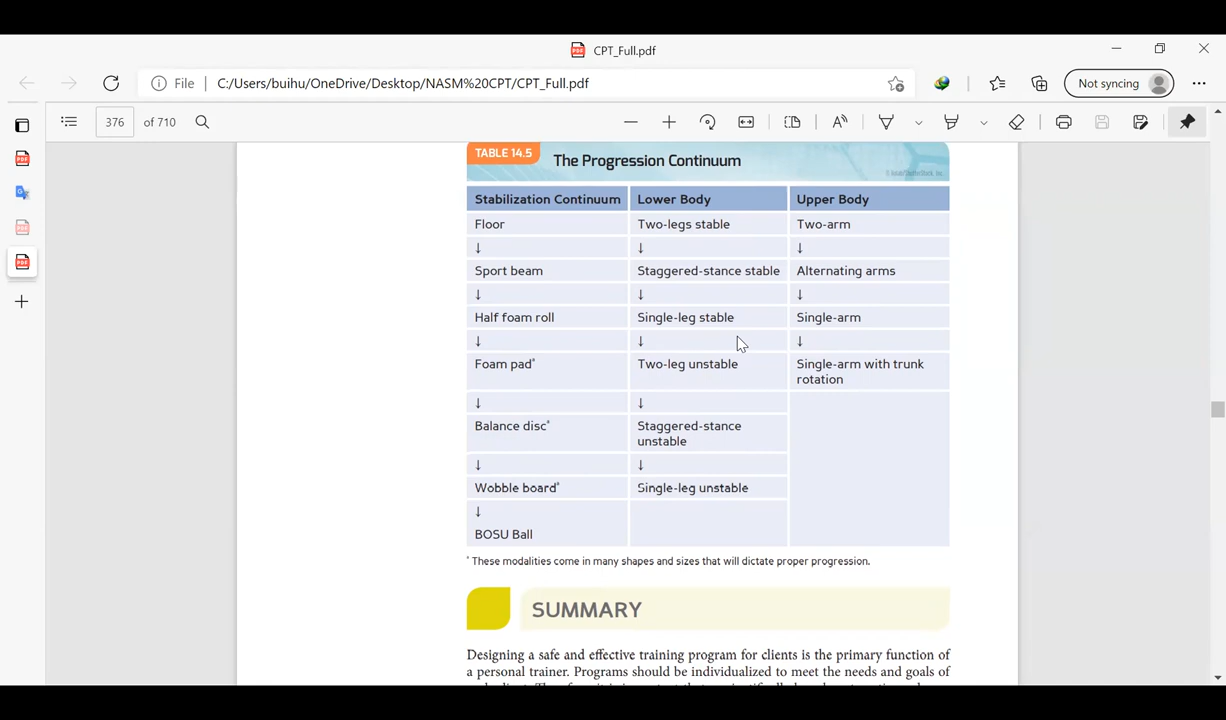 CPT_Full.pdf
File | C:/Users/buihu/OneDrive/Desktop/NASM%20CPT/CPT_Full.pdf
Not syncing
376 of 710
TABLE 14.5 The Progression Continuum
Stabilization Continuum Lower Body Upper Body
Floor Two-legs stable Two-arm
↓ ↓ ↓
Sport beam Staggered-stance stable Alternating arms
↓ ↓ ↓
Half foam roll Single-leg stable Single-arm
↓ ↓ ↓
Foam pad* Two-leg unstable Single-arm with trunk
rotation
↓ ↓
Balance disc* Staggered-stance
unstable
↓ ↓
Wobble board* Single-leg unstable
↓
BOSU Ball
* These modalities come in many shapes and sizes that will dictate proper progression.
SUMMARY
Designing a safe and effective training program for clients is the primary function of
a personal trainer. Programs should be individualized to meet the needs and goals of